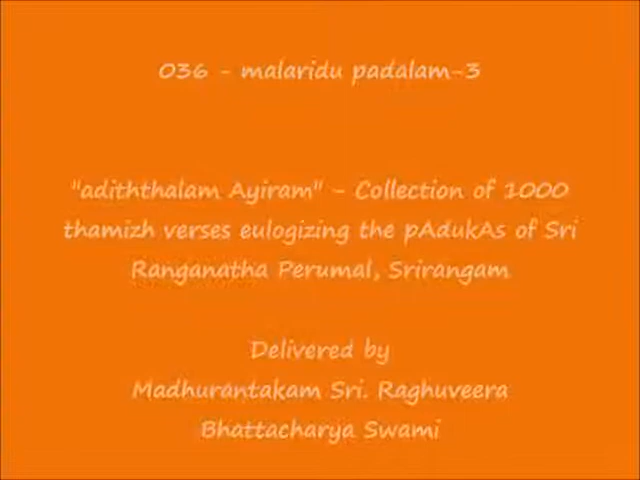 036 - malaridu padalam-3
"adiththalam Ayiram" - Collection of 1000
thamizh verses eulogizing the pAdukAs of Sri
Ranganatha Perumal, Srirangam
Delivered by
Madhurantakam Sri. Raghuveera
Bhattacharya Swami